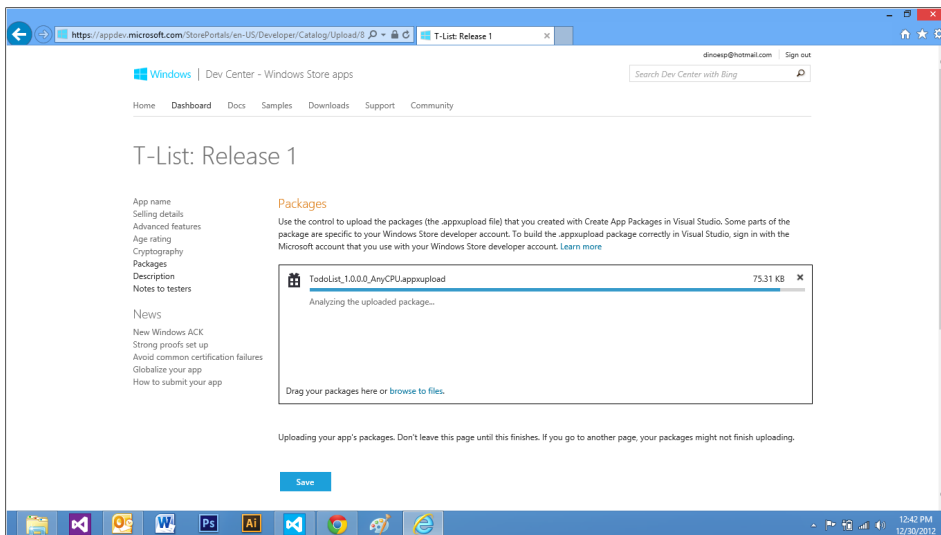 https://appdev.microsoft.com/StorePortals/en-US/Developer/Catalog/Upload/8
T-List: Release 1
dinoesp@hotmail.com Sign out
Windows | Dev Center - Windows Store apps
Search Dev Center with Bing
Home Dashboard Docs Samples Downloads Support Community
T-List: Release 1
App name
Selling details
Advanced features
Age rating
Cryptography
Packages
Description
Notes to testers
News
New Windows ACK
Strong proofs set up
Avoid common certification failures
Globalize your app
How to submit your app
Packages
Use the control to upload the packages (the .appxupload file) that you created with Create App Packages in Visual Studio. Some parts of the
package are specific to your Windows Store developer account. To build the .appxupload package correctly in Visual Studio, sign in with the
Microsoft account that you use with your Windows Store developer account. Learn more
TodoList_1.0.0.0_AnyCPU.appxupload 75.31 KB
Analyzing the uploaded package...
Drag your packages here or browse to files.
Uploading your app's packages. Don't leave this page until this finishes. If you go to another page, your packages might not finish uploading.
Save
Ps
Ai
12:42 PM
12/30/2012